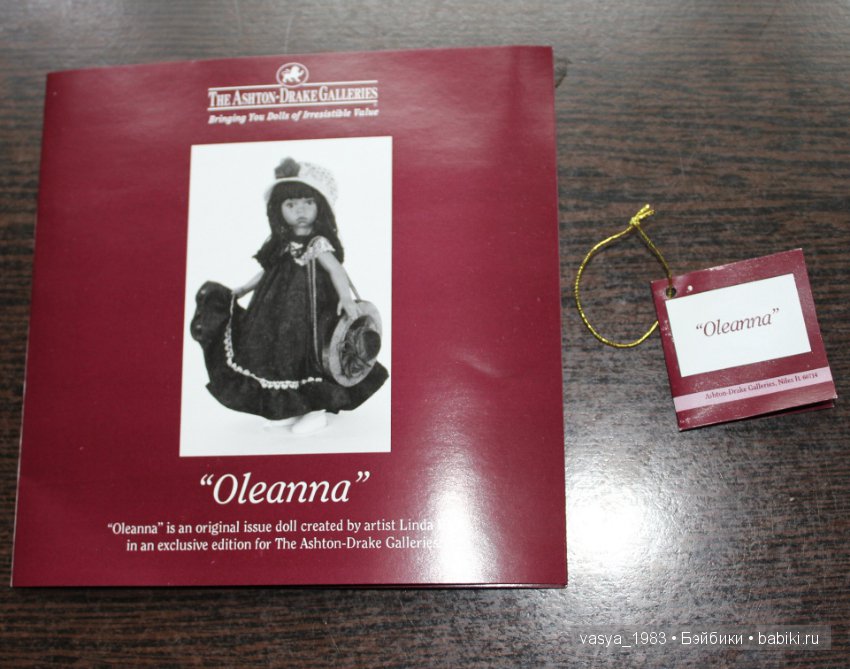 THE ASHTON-DRAKE GALLERIES
Bringing You Dolls of Irresistible Value
"Oleanna"
"Oleanna" is an original issue doll created by artist Linda
in an exclusive edition for The Ashton-Drake Galleries.
"Oleanna"
Ashton-Drake Galleries, Niles IL 60714
vasya_1983 • Бэйбики • babiki.ru